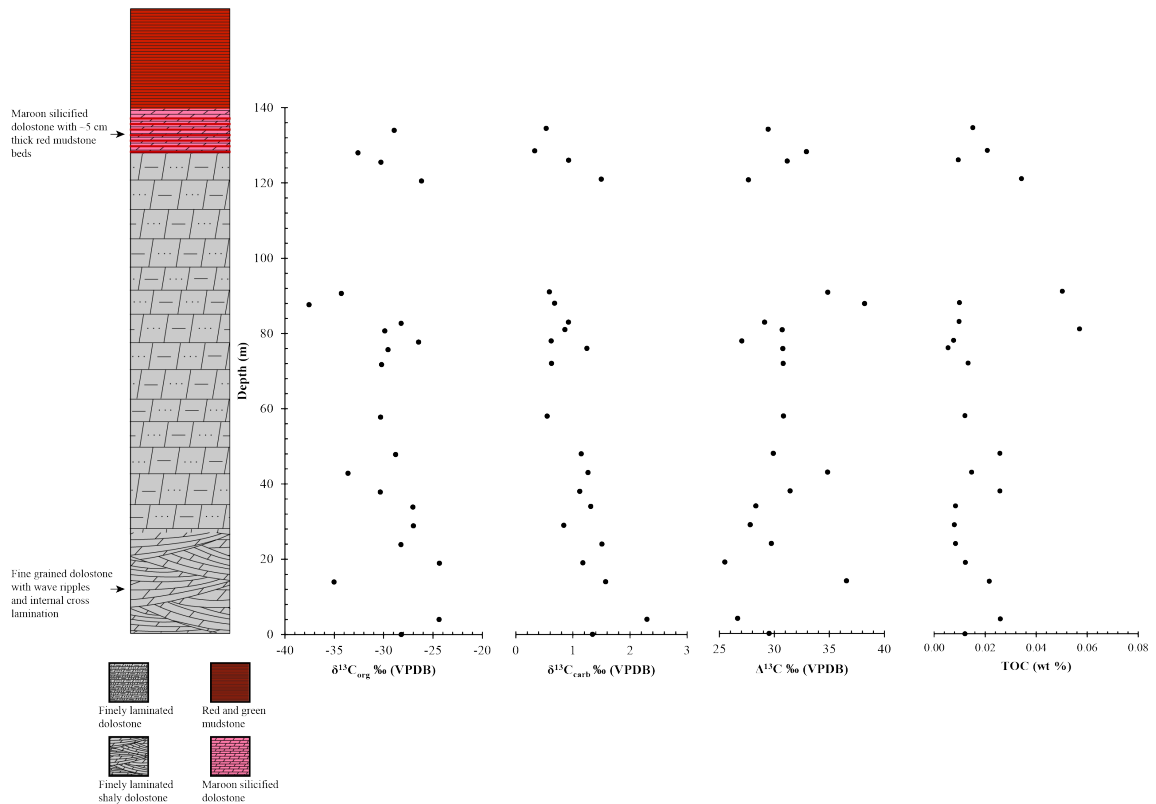 Maroon silicified
dolostone with ~5 cm
thick red mudstone
beds
Fine grained dolostone
with wave ripples
and internal cross
lamination
Depth (m)
140
120
100
80
60
40
20
0
-40 -35 -30 -25 -20
δ¹³Corg ‰ (VPDB)
0 1 2 3
δ¹³Ccarb ‰ (VPDB)
25 30 35 40
Δ¹³C ‰ (VPDB)
0.00 0.02 0.04 0.06 0.08
TOC (wt %)
Finely laminated
dolostone
Red and green
mudstone
Finely laminated
shaly dolostone
Maroon silicified
dolostone